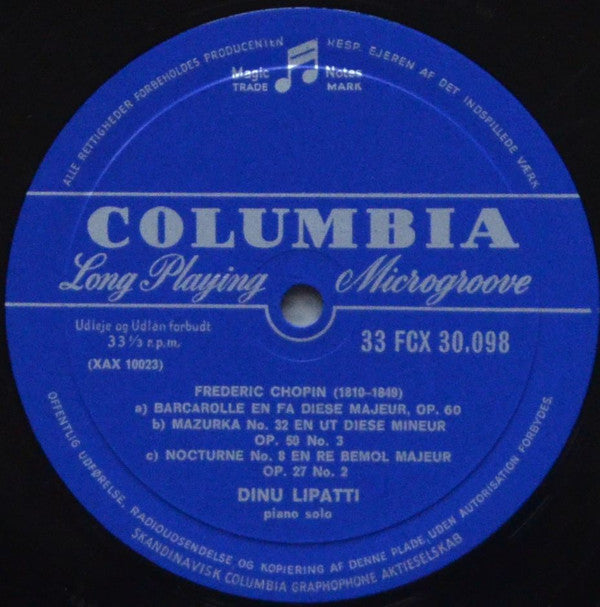 ALLE RETTIGHEDER FORBEHOLDES PRODUCENTEN RESP. EJEREN AF DET INDSPILLEDE VÆRK
Magic Notes
TRADE MARK
COLUMBIA
Long Playing Microgroove
Udleje og Udlån forbudt
33 1/3 r.p.m.
(XAX 10023)
33 FCX 30.098
FREDERIC CHOPIN (1810-1849)
a) BARCAROLLE EN FA DIESE MAJEUR, OP. 60
b) MAZURKA No. 32 EN UT DIESE MINEUR
OP. 50 No. 3
c) NOCTURNE No. 8 EN RE BEMOL MAJEUR
OP. 27 No. 2
DINU LIPATTI
piano solo
OFFENTLIG UDFØRELSE, RADIOUDSENDELSE OG KOPIERING AF DENNE PLADE UDEN AUTORISATION FORBYDES.
SKANDINAVISK COLUMBIA GRAPHOPHONE AKTIESELSKAB